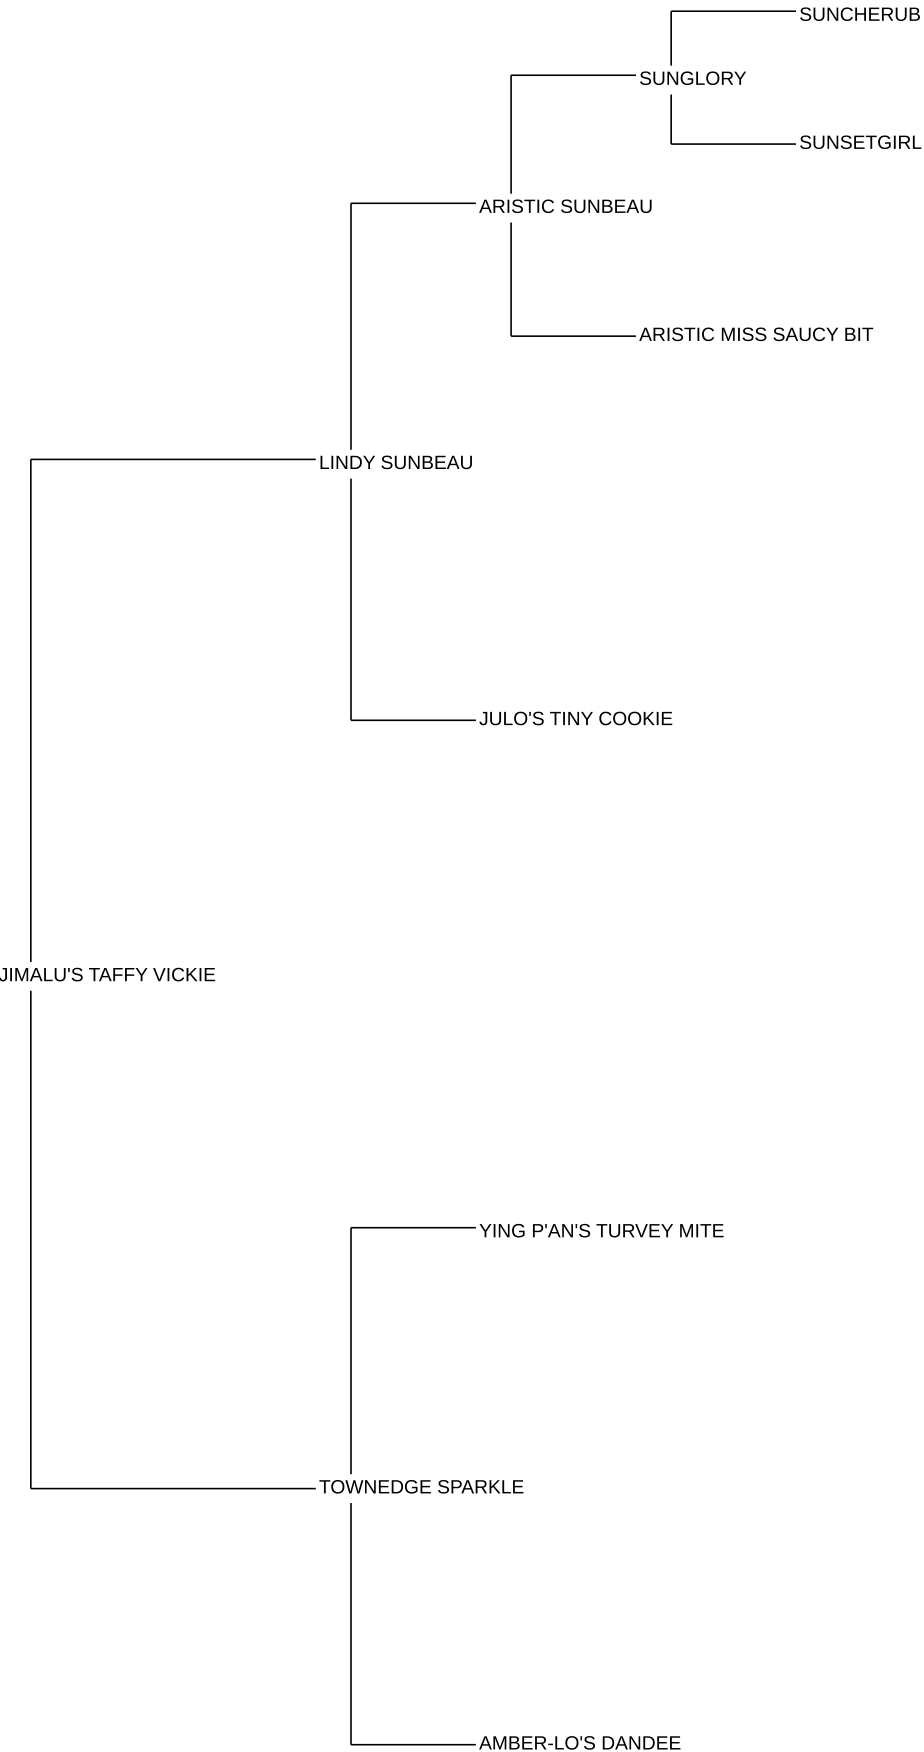 SUNCHERUB
SUNGLORY
SUNSETGIRL
ARISTIC SUNBEAU
ARISTIC MISS SAUCY BIT
LINDY SUNBEAU
JULO'S TINY COOKIE
JIMALU'S TAFFY VICKIE
YING P'AN'S TURVEY MITE
TOWNEDGE SPARKLE
AMBER-LO'S DANDEE